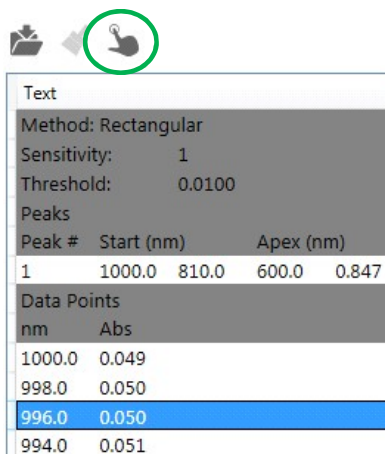 Text
Method: Rectangular
Sensitivity: 1
Threshold: 0.0100
Peaks
Peak # Start (nm) Apex (nm)
1 1000.0 810.0 600.0 0.847
Data Points
nm Abs
1000.0 0.049
998.0 0.050
996.0 0.050
994.0 0.051